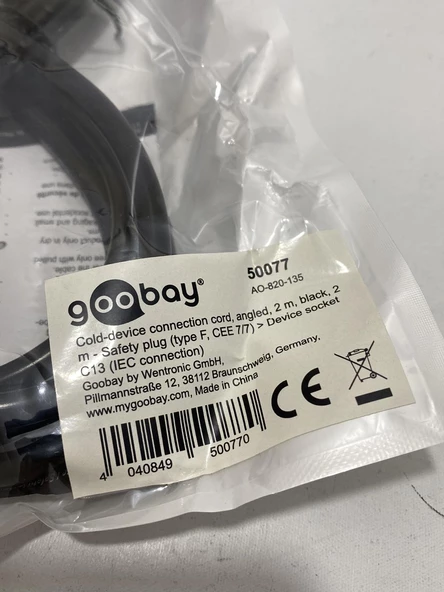 goobay®
50077
AO-820-135
Cold-device connection cord, angled, 2 m, black, 2
m - Safety plug (type F, CEE 7/7) > Device socket
C13 (IEC connection)
Goobay by Wentronic GmbH,
Pillmannstraße 12, 38112 Braunschweig, Germany,
www.mygoobay.com, Made in China
CE
4 040849 500770